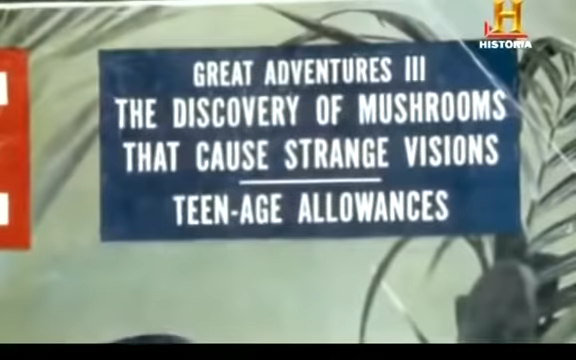 H
HISTORIA
GREAT ADVENTURES III
THE DISCOVERY OF MUSHROOMS
THAT CAUSE STRANGE VISIONS
TEEN-AGE ALLOWANCES